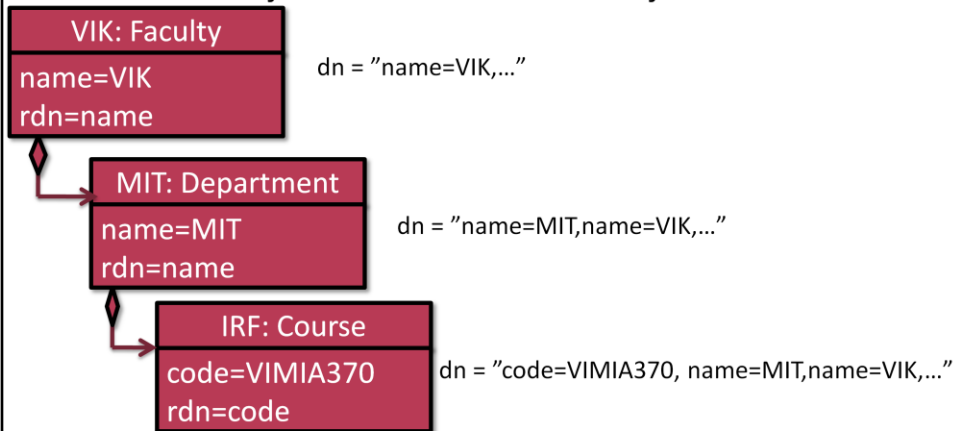 VIK: Faculty
name=VIK
rdn=name
dn = ”name=VIK,…”
MIT: Department
name=MIT
rdn=name
dn = ”name=MIT,name=VIK,…”
IRF: Course
code=VIMIA370
rdn=code
dn = ”code=VIMIA370, name=MIT,name=VIK,…”